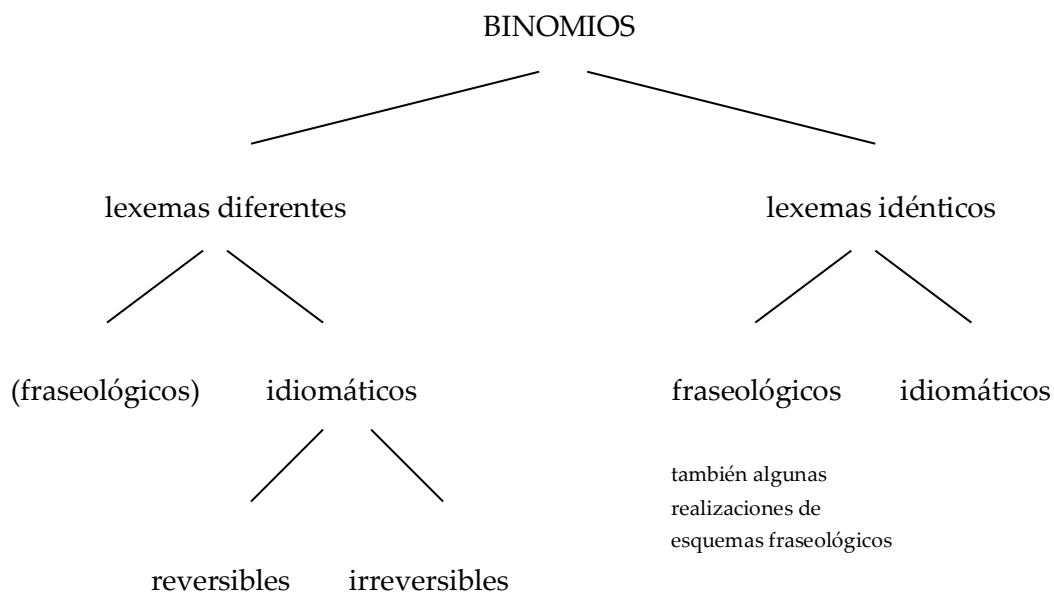 BINOMIOS
lexemas diferentes lexemas idénticos
(fraseológicos) idiomáticos fraseológicos idiomáticos
también algunas
realizaciones de
esquemas fraseológicos
reversibles irreversibles